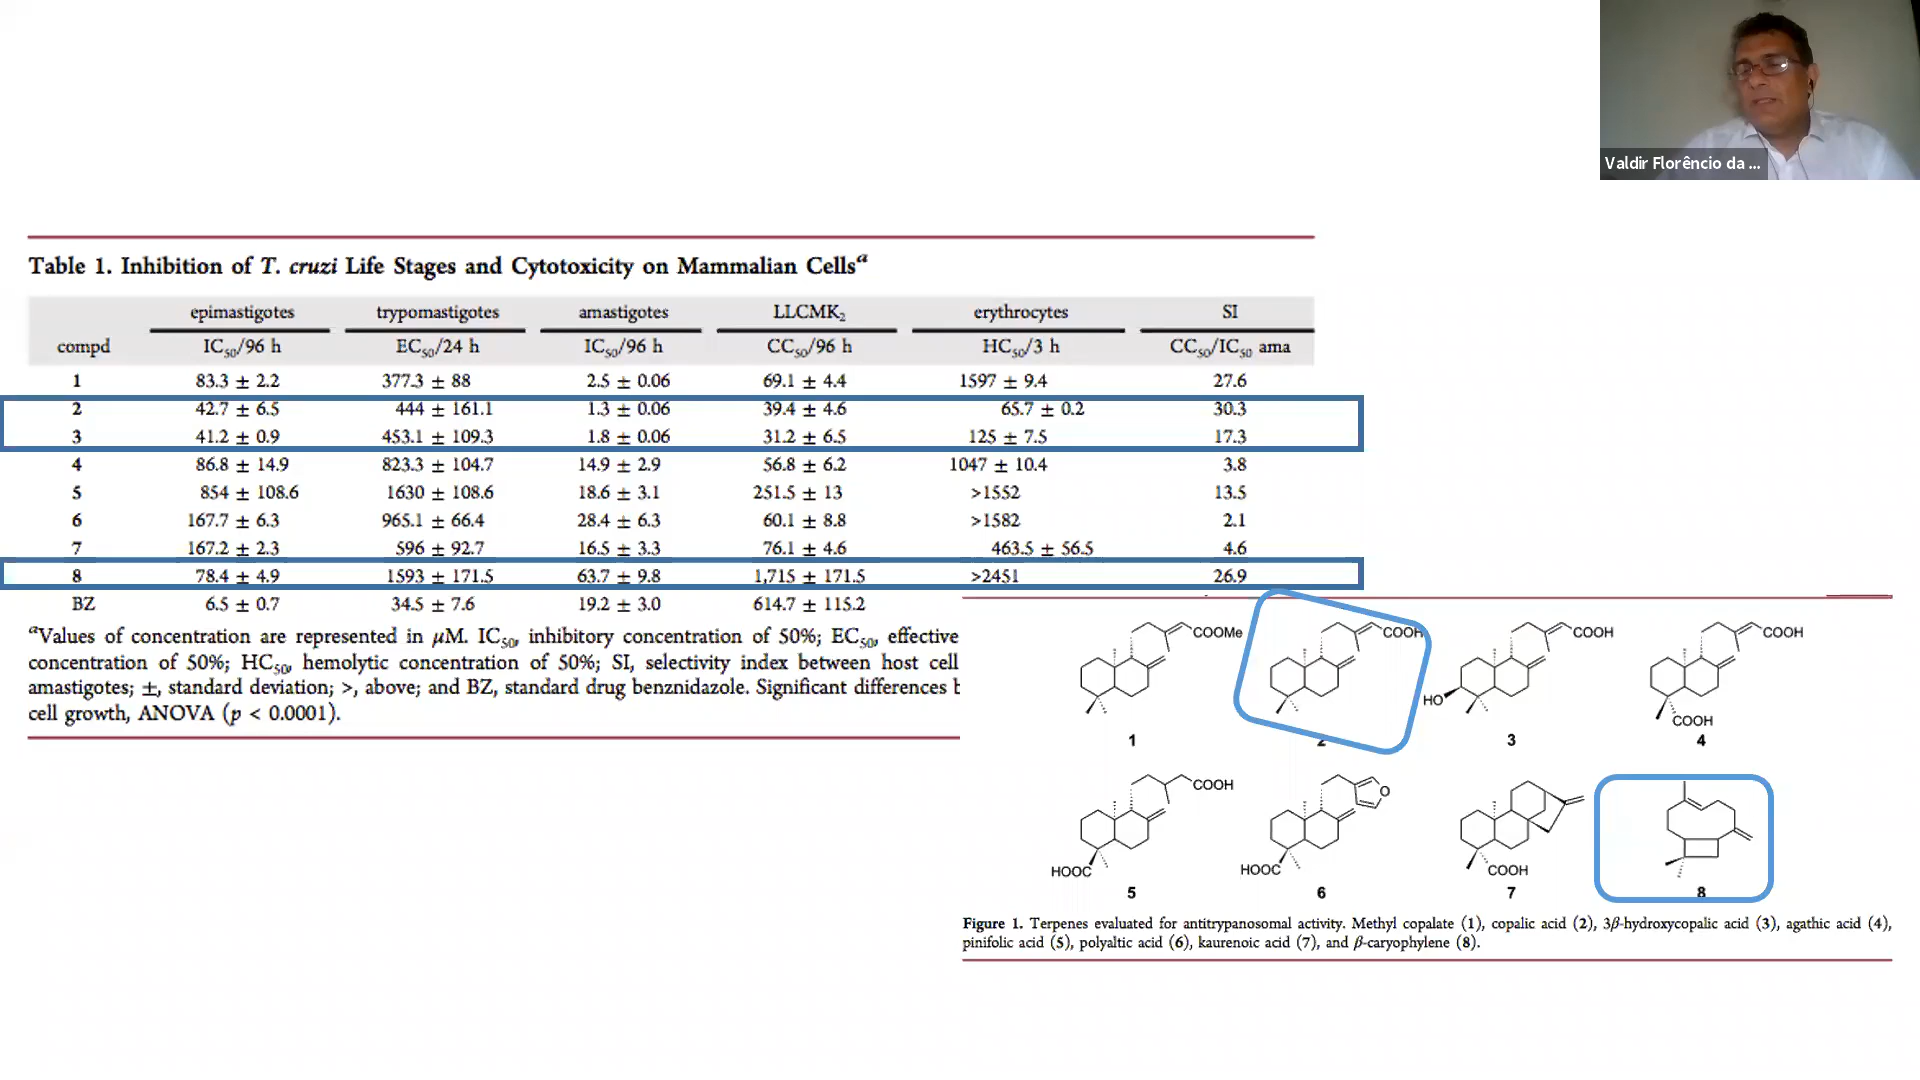 Valdir Florêncio da ...
Table 1. Inhibition of T. cruzi Life Stages and Cytotoxicity on Mammalian Cellsa
epimastigotes trypomastigotes amastigotes LLCMK2 erythrocytes SI
compd IC50/96 h EC50/24 h IC50/96 h CC50/96 h HC50/3 h CC50/IC50 ama
1 83.3 ± 2.2 377.3 ± 88 2.5 ± 0.06 69.1 ± 4.4 1597 ± 9.4 27.6
2 42.7 ± 6.5 444 ± 161.1 1.3 ± 0.06 39.4 ± 4.6 65.7 ± 0.2 30.3
3 41.2 ± 0.9 453.1 ± 109.3 1.8 ± 0.06 31.2 ± 6.5 125 ± 7.5 17.3
4 86.8 ± 14.9 823.3 ± 104.7 14.9 ± 2.9 56.8 ± 6.2 1047 ± 10.4 3.8
5 854 ± 108.6 1630 ± 108.6 18.6 ± 3.1 251.5 ± 13 >1552 13.5
6 167.7 ± 6.3 965.1 ± 66.4 28.4 ± 6.3 60.1 ± 8.8 >1582 2.1
7 167.2 ± 2.3 596 ± 92.7 16.5 ± 3.3 76.1 ± 4.6 463.5 ± 56.5 4.6
8 78.4 ± 4.9 1593 ± 171.5 63.7 ± 9.8 1,715 ± 171.5 >2451 26.9
BZ 6.5 ± 0.7 34.5 ± 7.6 19.2 ± 3.0 614.7 ± 115.2
aValues of concentration are represented in μM. IC50, inhibitory concentration of 50%; EC50, effective
concentration of 50%; HC50, hemolytic concentration of 50%; SI, selectivity index between host cell
amastigotes; ±, standard deviation; >, above; and BZ, standard drug benznidazole. Significant differences
cell growth, ANOVA (p < 0.0001).
COOMe COOH COOH COOH
HO
COOH
1 2 3 4
COOH
O
HOOC HOOC COOH
5 6 7 8
Figure 1. Terpenes evaluated for antitrypanosomal activity. Methyl copalate (1), copalic acid (2), 3β-hydroxycopalic acid (3), agathic acid (4),
pinifolic acid (5), polyaltic acid (6), kaurenoic acid (7), and β-caryophyllene (8).